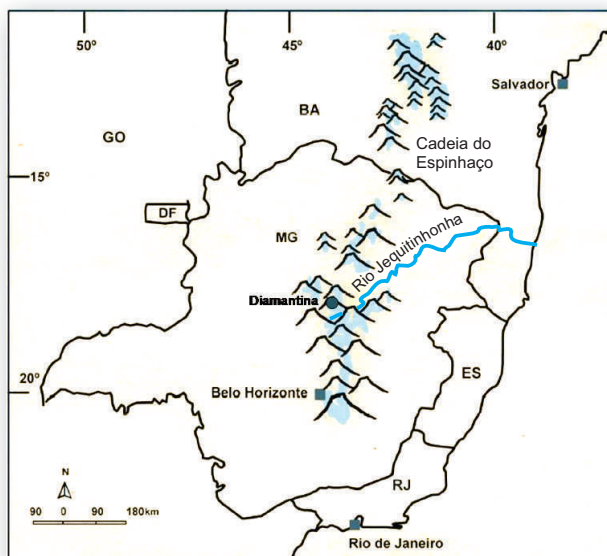 50º 45º 40º
Salvador
BA
GO
Cadeia do
Espinhaço
15º
DF
MG
Rio Jequitinhonha
Diamantina
20º
ES
Belo Horizonte
N
RJ
90 0 90 180km
Rio de Janeiro